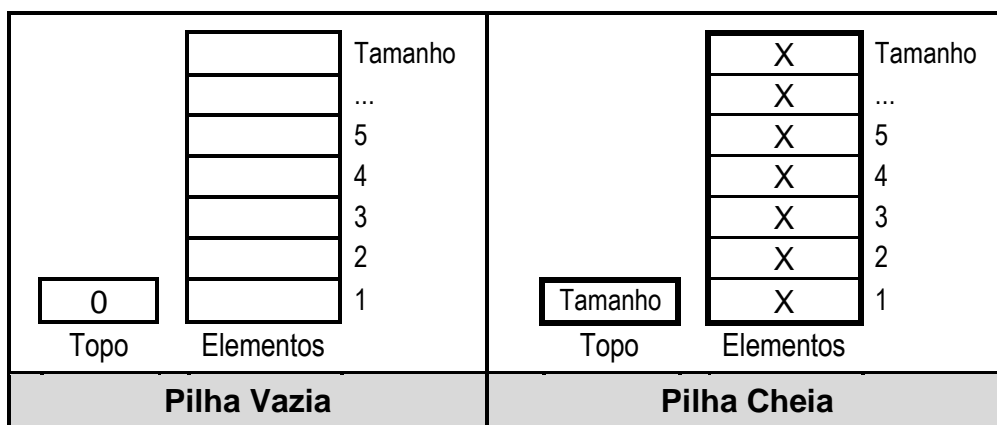 Tamanho
...
5
4
3
2
1
0
Topo
Elementos
Pilha Vazia
X
Tamanho
X
...
X
5
X
4
X
3
X
2
Tamanho
X
1
Topo
Elementos
Pilha Cheia